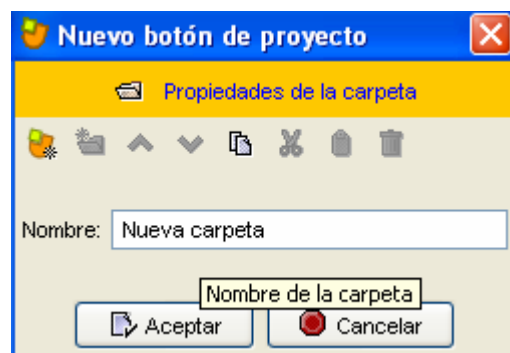 Nuevo botón de proyecto
Propiedades de la carpeta
Nombre: Nueva carpeta
Nombre de la carpeta
Aceptar Cancelar